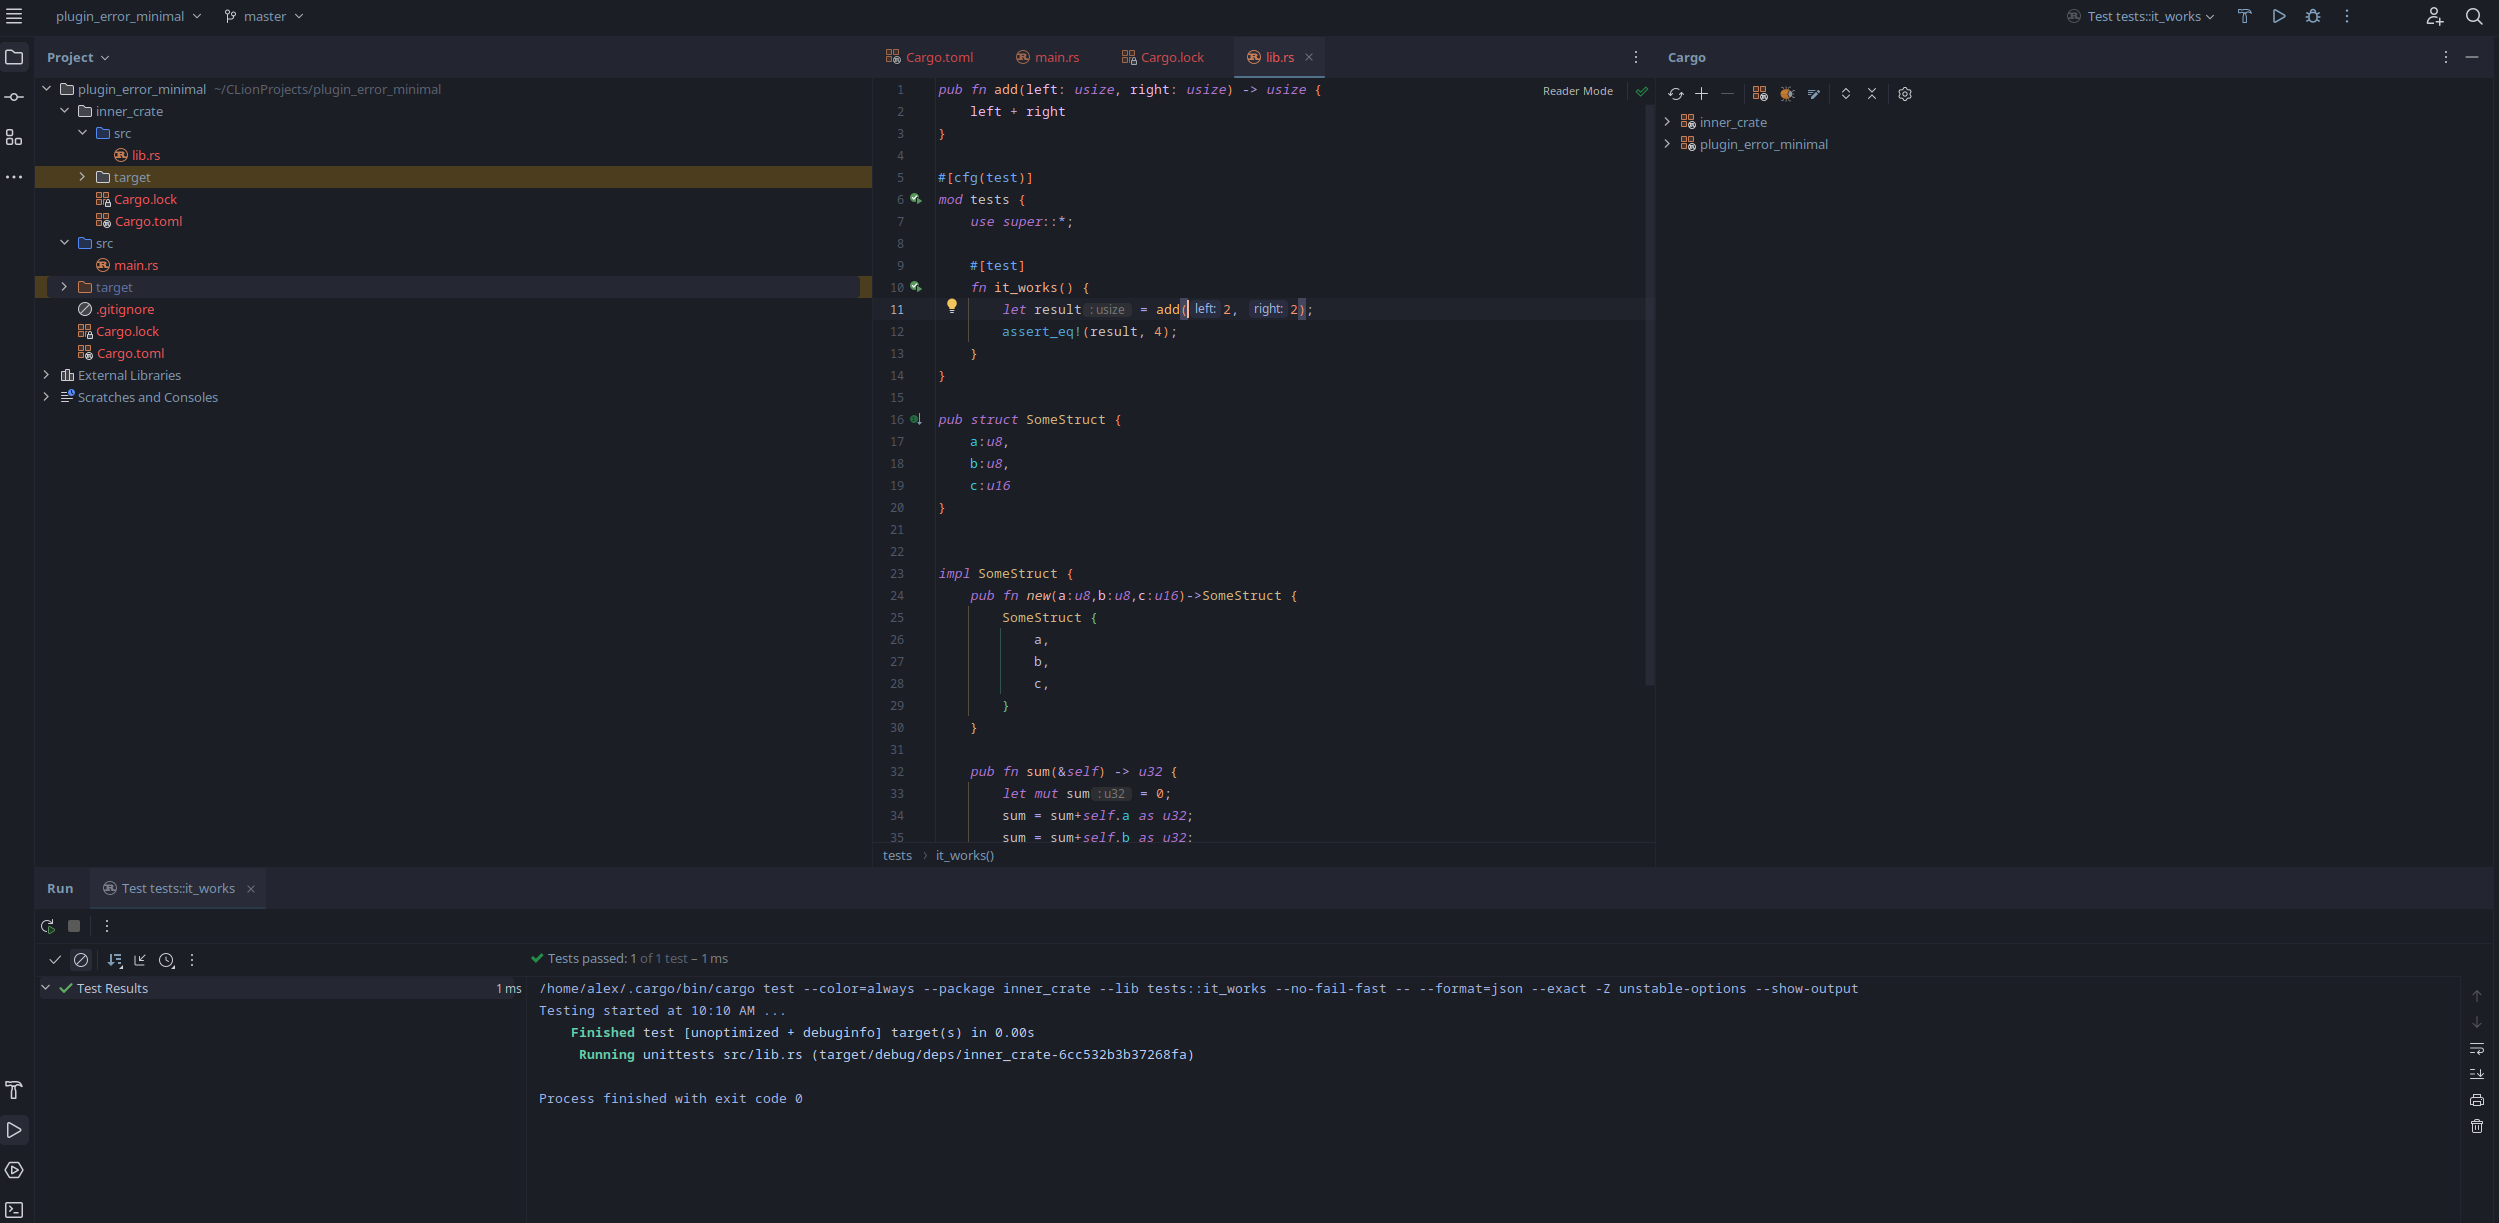 plugin_error_minimal
master
Test tests::it_works
Project
Cargo.toml
main.rs
Cargo.lock
lib.rs
Cargo
plugin_error_minimal ~/CLionProjects/plugin_error_minimal
inner_crate
src
lib.rs
target
Cargo.lock
Cargo.toml
src
main.rs
target
.gitignore
Cargo.lock
Cargo.toml
External Libraries
Scratches and Consoles
Reader Mode
1 pub fn add(left: usize, right: usize) -> usize {
2 left + right
3 }
4
5 #[cfg(test)]
6 mod tests {
7 use super::*;
8
9 #[test]
10 fn it_works() {
11 let result : usize = add( left: 2, right: 2);
12 assert_eq!(result, 4);
13 }
14 }
15
16 pub struct SomeStruct {
17 a:u8,
18 b:u8,
19 c:u16
20 }
21
22
23 impl SomeStruct {
24 pub fn new(a:u8,b:u8,c:u16)->SomeStruct {
25 SomeStruct {
26 a,
27 b,
28 c,
29 }
30 }
31
32 pub fn sum(&self) -> u32 {
33 let mut sum : u32 = 0;
34 sum = sum+self.a as u32;
35 sum = sum+self.b as u32;
tests › it_works()
inner_crate
plugin_error_minimal
Run
Test tests::it_works
Tests passed: 1 of 1 test – 1 ms
Test Results 1 ms
/home/alex/.cargo/bin/cargo test --color=always --package inner_crate --lib tests::it_works --no-fail-fast -- --format=json --exact -Z unstable-options --show-output
Testing started at 10:10 AM ...
Finished test [unoptimized + debuginfo] target(s) in 0.00s
Running unittests src/lib.rs (target/debug/deps/inner_crate-6cc532b3b37268fa)
Process finished with exit code 0